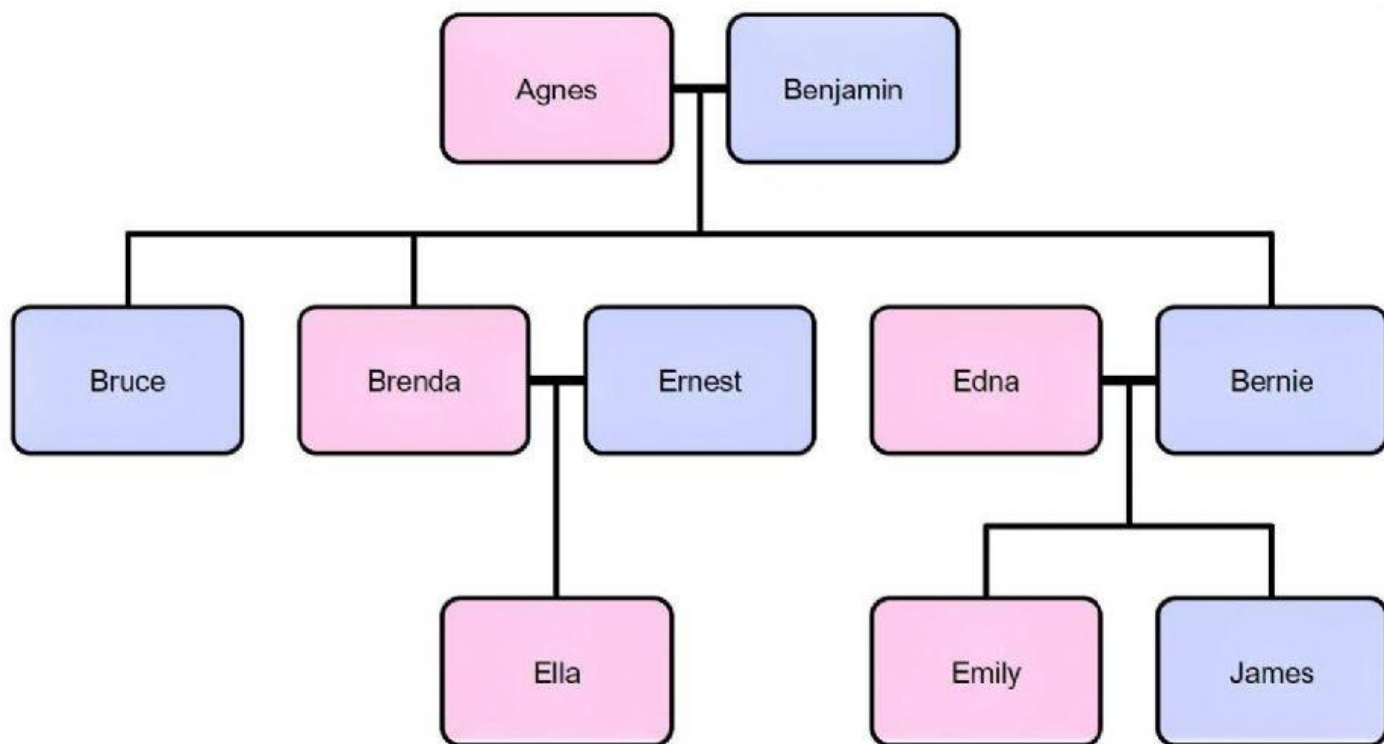 Agnes
Benjamin
Bruce
Brenda
Ernest
Edna
Bernie
Ella
Emily
James